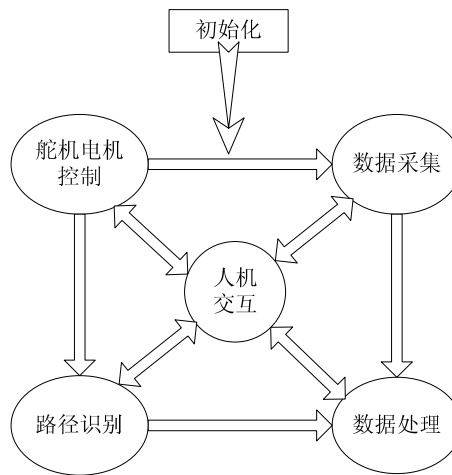 初始化
舵机电机
控制
数据采集
人机
交互
路径识别
数据处理